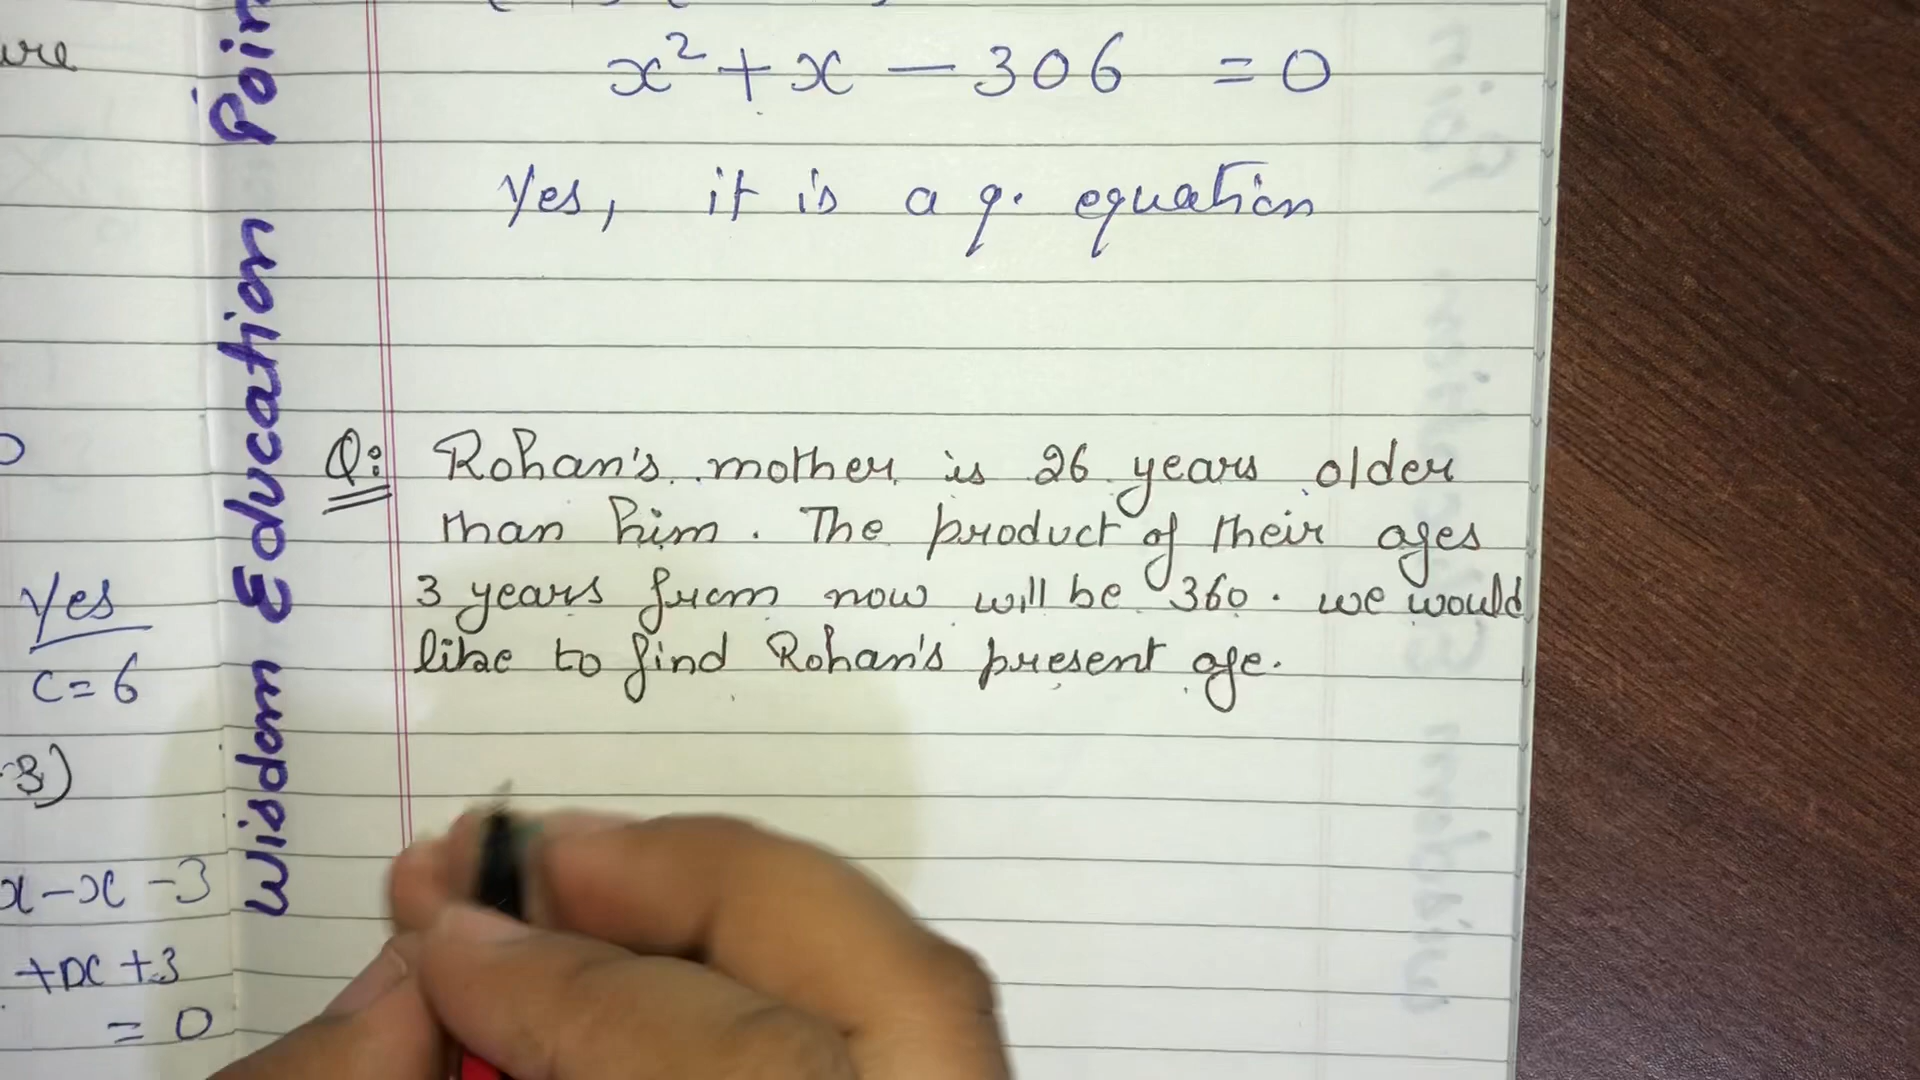 ure
Yes
c=6
3)
x-x-3
+x+3
=0
Wisdom Education Poin
x²+x-306 =0
Yes, it is a q. equation
Q: Rohan's mother is 26 years older
than him. The product of their ages
3 years from now will be 360. we would
like to find Rohan's present age.